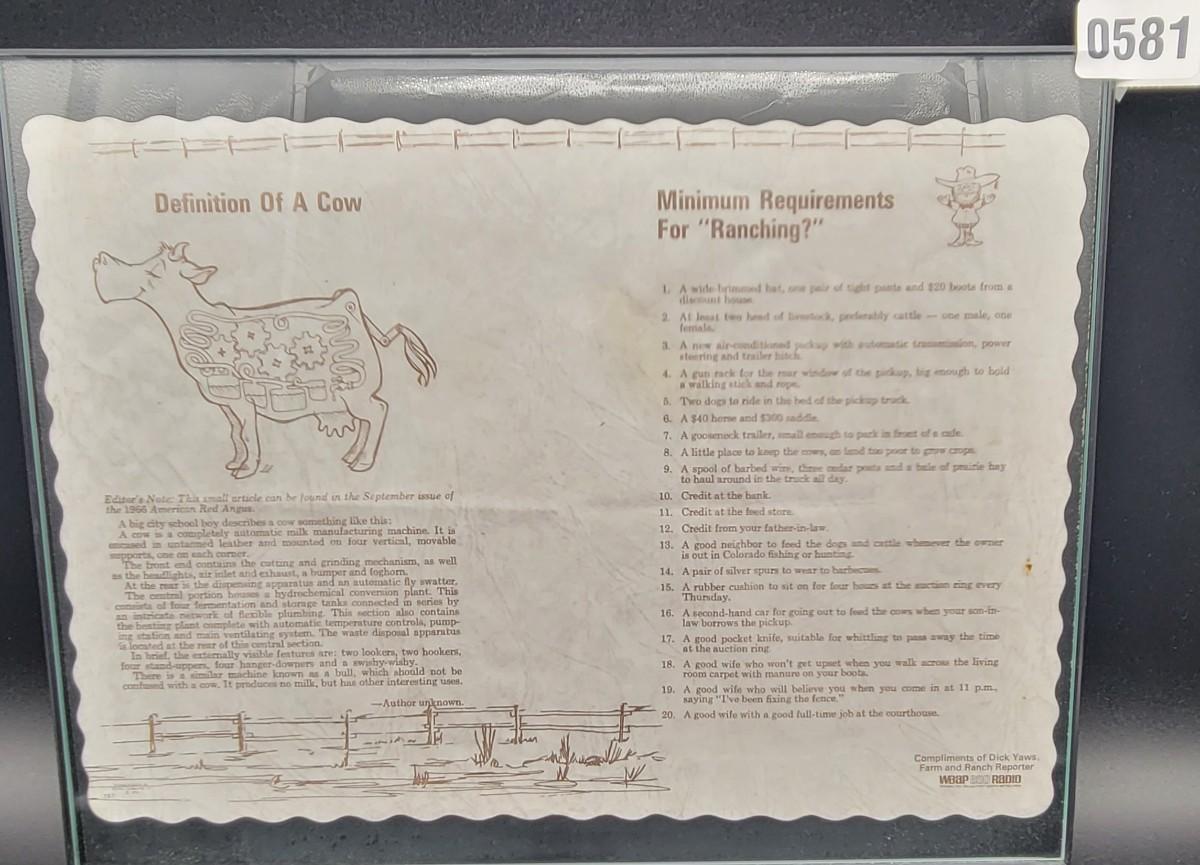 0581
Definition Of A Cow
Editor's Note: This small article can be found in the September issue of
the 1966 American Red Angus.
A big city school boy describes a cow something like this:
A cow is a completely automatic milk manufacturing machine. It is
encased in untanned leather and mounted on four vertical, movable
supports, one on each corner.
The front end contains the cutting and grinding mechanism, as well
as the headlights, air inlet and exhaust, a bumper and foghorn.
At the rear is the dispensing apparatus and an automatic fly swatter.
The central portion houses a hydrochemical conversion plant. This
consists of four fermentation and storage tanks connected in series by
an intricate network of flexible plumbing. This section also contains
the heating plant complete with automatic temperature controls, pump-
ing station and main ventilating system. The waste disposal apparatus
is located at the rear of this central section.
In brief, the externally visible features are: two lookers, two hookers,
four stand-uppers, four hanger-downers and a swishy-wishy.
There is a similar machine known as a bull, which should not be
confused with a cow. It produces no milk, but has other interesting uses.
—Author unknown.
Minimum Requirements
For "Ranching?"
1. A wide-brimmed hat, one pair of tight pants and $20 boots from a
discount house.
2. At least two head of livestock, preferably cattle — one male, one
female.
3. A new air-conditioned pickup with automatic transmission, power
steering and trailer hitch.
4. A gun rack for the rear window of the pickup, big enough to hold
a walking stick and rope.
5. Two dogs to ride in the bed of the pickup truck.
6. A $40 horse and $300 saddle.
7. A gooseneck trailer, small enough to park in front of a cafe.
8. A little place to keep the cows, on land too poor to grow crops.
9. A spool of barbed wire, three cedar posts and a bale of prairie hay
to haul around in the truck all day.
10. Credit at the bank.
11. Credit at the feed store.
12. Credit from your father-in-law.
13. A good neighbor to feed the dogs and cattle whenever the owner
is out in Colorado fishing or hunting.
14. A pair of silver spurs to wear to barbecues.
15. A rubber cushion to sit on for four hours at the auction ring every
Thursday.
16. A second-hand car for going out to feed the cows when your son-in-
law borrows the pickup.
17. A good pocket knife, suitable for whittling to pass away the time
at the auction ring.
18. A good wife who won't get upset when you walk across the living
room carpet with manure on your boots.
19. A good wife who will believe you when you come in at 11 p.m.,
saying "I've been fixing the fence."
20. A good wife with a good full-time job at the courthouse.
Compliments of Dick Yaws,
Farm and Ranch Reporter
WBAP 820 RADIO